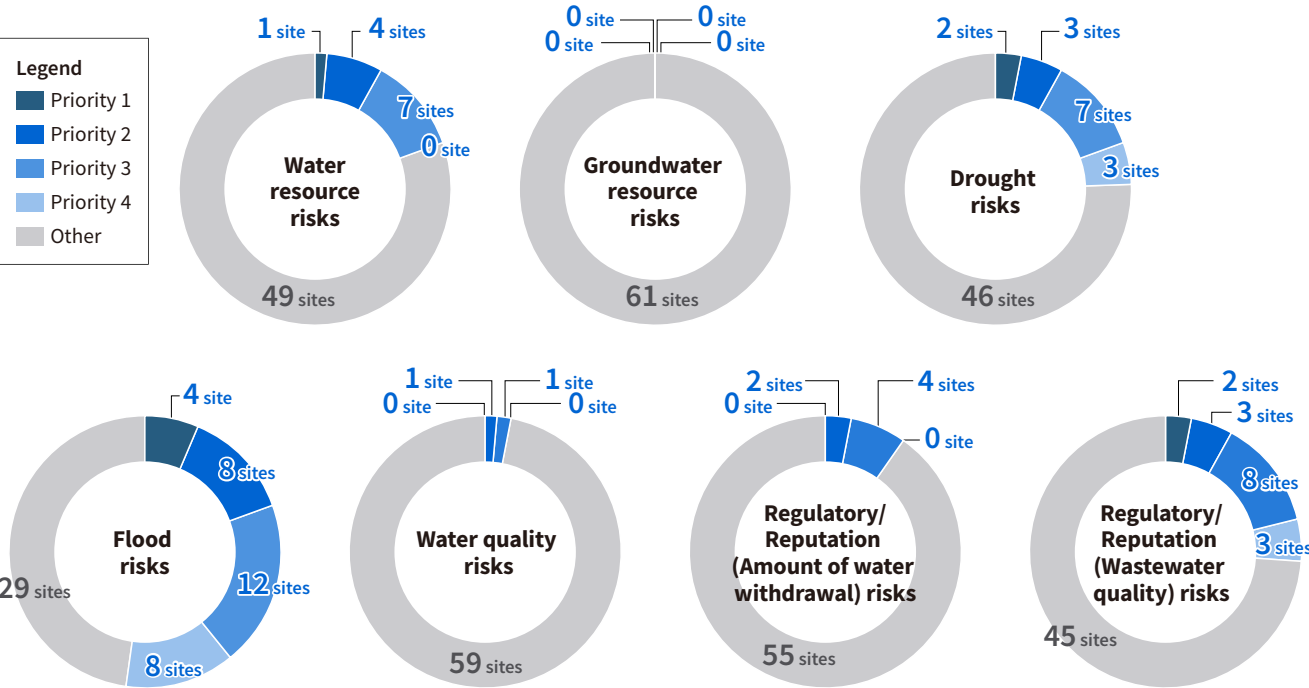 Legend
Priority 1
Priority 2
Priority 3
Priority 4
Other
1 site
4 sites
7 sites
0 site
Water
resource
risks
49 sites
0 site
0 site
0 site
0 site
Groundwater
resource
risks
61 sites
2 sites
3 sites
7 sites
3 sites
Drought
risks
46 sites
4 site
8 sites
12 sites
8 sites
Flood
risks
29 sites
1 site
1 site
0 site
0 site
Water quality
risks
59 sites
2 sites
4 sites
0 site
0 site
Regulatory/
Reputation
(Amount of water
withdrawal) risks
55 sites
2 sites
3 sites
8 sites
3 sites
Regulatory/
Reputation
(Wastewater
quality) risks
45 sites